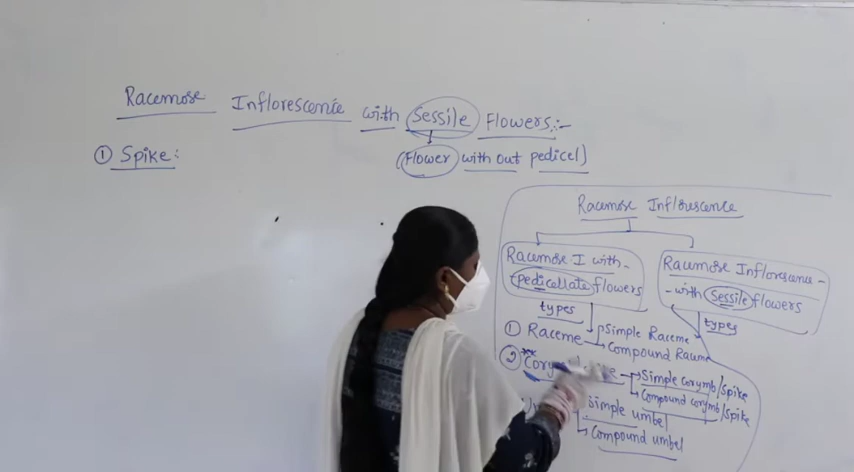 Racemose Inflorescence with Sessile Flowers:-
(Flower with out pedicel)
① Spike:
Racemose Inflorescence
Racemose I with-
pedicellate flowers
types
① Raceme
Simple Raceme
Compound Raceme
②
Simple corymb/spike
Compound corymb/spike
Simple umbel
Compound umbel
Racemose Inflorescence-
-with Sessile flowers
types